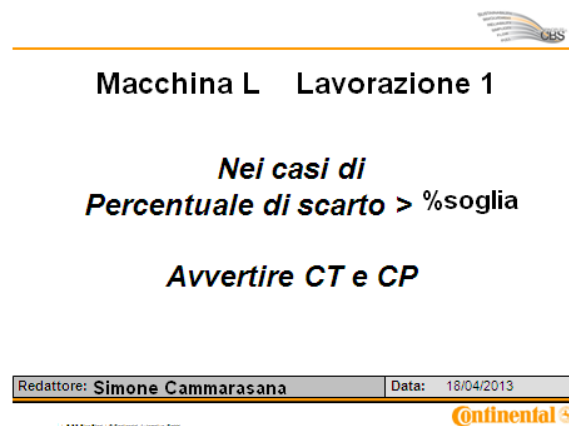 CBS
Macchina L Lavorazione 1
Nei casi di
Percentuale di scarto > %soglia
Avvertire CT e CP
Redattore: Simone Cammarasana Data: 18/04/2013
Continental